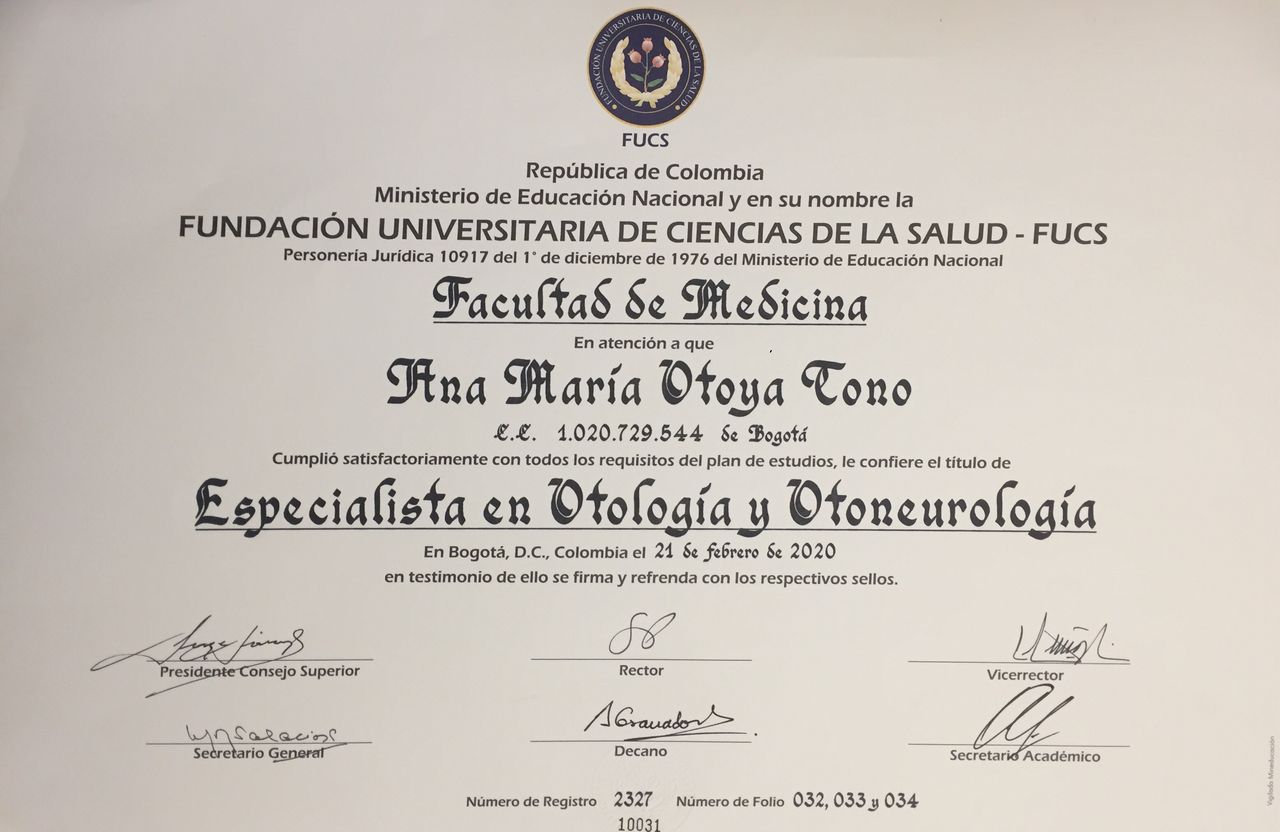 FUNDACIÓN UNIVERSITARIA DE CIENCIAS DE LA SALUD
FUCS
República de Colombia
Ministerio de Educación Nacional y en su nombre la
FUNDACIÓN UNIVERSITARIA DE CIENCIAS DE LA SALUD - FUCS
Personería Jurídica 10917 del 1° de diciembre de 1976 del Ministerio de Educación Nacional
Facultad de Medicina
En atención a que
Ana María Otoya Tono
C.C. 1.020.729.544 de Bogotá
Cumplió satisfactoriamente con todos los requisitos del plan de estudios, le confiere el título de
Especialista en Otología y Otoneurología
En Bogotá, D.C., Colombia el 21 de febrero de 2020
en testimonio de ello se firma y refrenda con los respectivos sellos.
Presidente Consejo Superior
Rector
Vicerrector
Secretario General
Decano
Secretario Académico
Número de Registro 2327 Número de Folio 032, 033 y 034
10031
Vigilada Mineducación